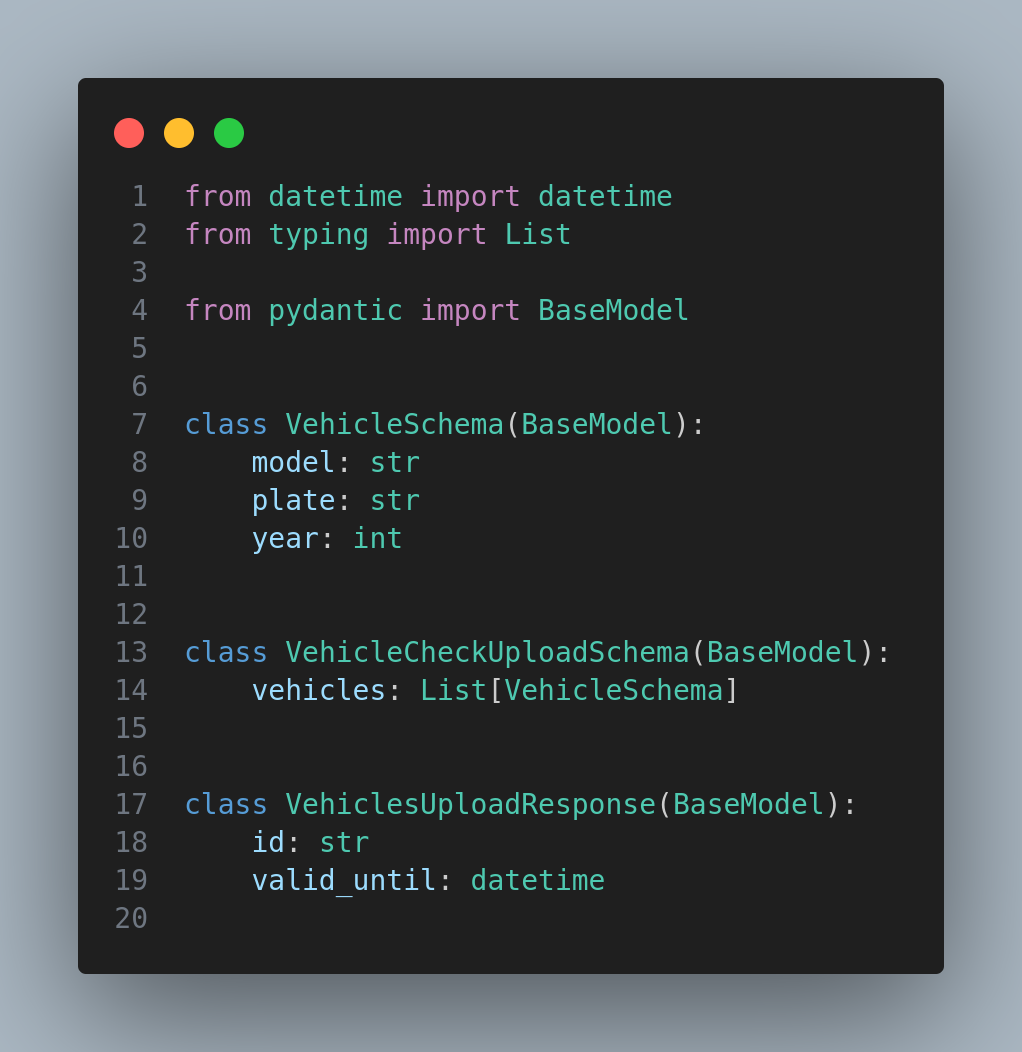 1 from datetime import datetime
2 from typing import List
3
4 from pydantic import BaseModel
5
6
7 class VehicleSchema(BaseModel):
8     model: str
9     plate: str
10     year: int
11
12
13 class VehicleCheckUploadSchema(BaseModel):
14     vehicles: List[VehicleSchema]
15
16
17 class VehiclesUploadResponse(BaseModel):
18     id: str
19     valid_until: datetime
20